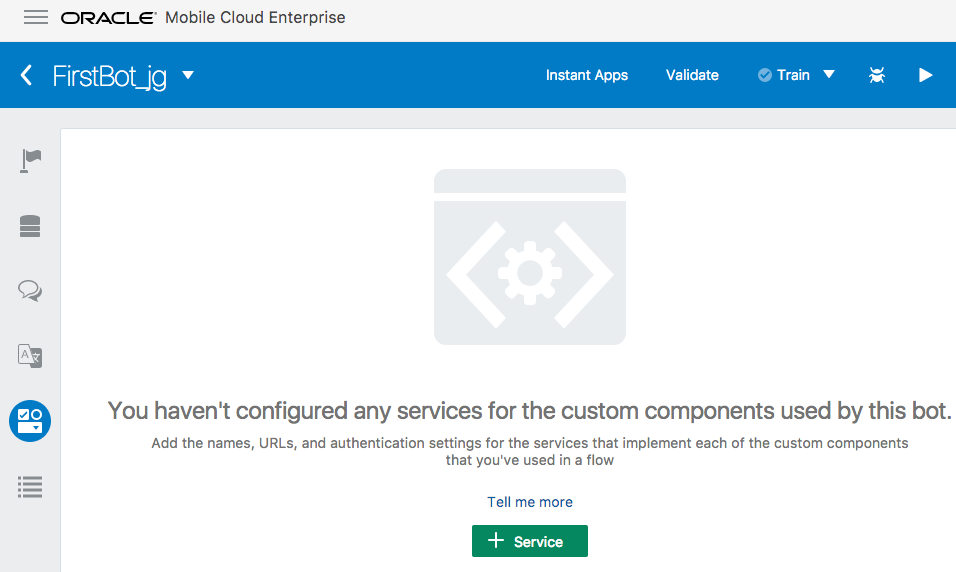 ORACLE® Mobile Cloud Enterprise
FirstBot_jg
Instant Apps Validate Train
A 文
You haven't configured any services for the custom components used by this bot.
Add the names, URLs, and authentication settings for the services that implement each of the custom components
that you've used in a flow
Tell me more
+ Service